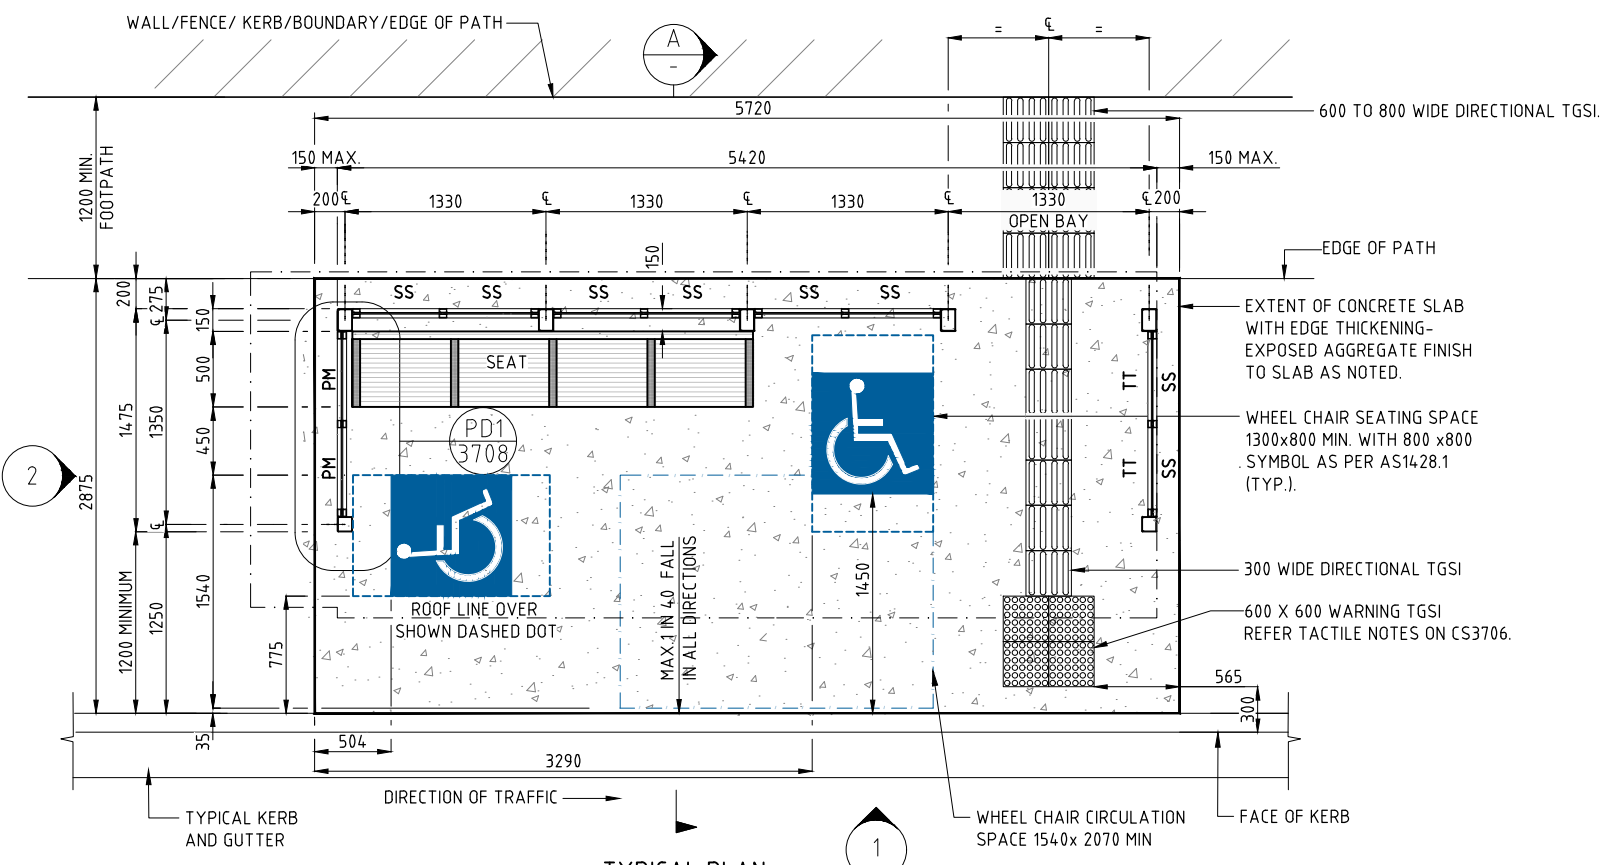 WALL/FENCE/ KERB/BOUNDARY/EDGE OF PATH
A
-
= ℄ =
5720
600 TO 800 WIDE DIRECTIONAL TGSI.
150 MAX.
5420
150 MAX.
1200 MIN.
FOOTPATH
200 ℄ 1330 ℄ 1330 ℄ 1330 ℄ 1330 ℄ 200
OPEN BAY
150
EDGE OF PATH
200
275
℄
150
SS SS SS SS SS SS
EXTENT OF CONCRETE SLAB
WITH EDGE THICKENING-
EXPOSED AGGREGATE FINISH
TO SLAB AS NOTED.
SEAT
500
PM
TT
SS
1475
1350
450
PD1
3708
WHEEL CHAIR SEATING SPACE
1300x800 MIN. WITH 800 x800
SYMBOL AS PER AS1428.1
(TYP.).
2
2875
PM
TT
SS
℄
1200 MINIMUM
1250
1540
775
ROOF LINE OVER
SHOWN DASHED DOT
MAX.1 IN 40 FALL
IN ALL DIRECTIONS
1450
300 WIDE DIRECTIONAL TGSI
600 X 600 WARNING TGSI
REFER TACTILE NOTES ON CS3706.
565
300
35
504
3290
DIRECTION OF TRAFFIC
TYPICAL KERB
AND GUTTER
WHEEL CHAIR CIRCULATION
SPACE 1540x 2070 MIN
FACE OF KERB
1
TYPICAL PLAN